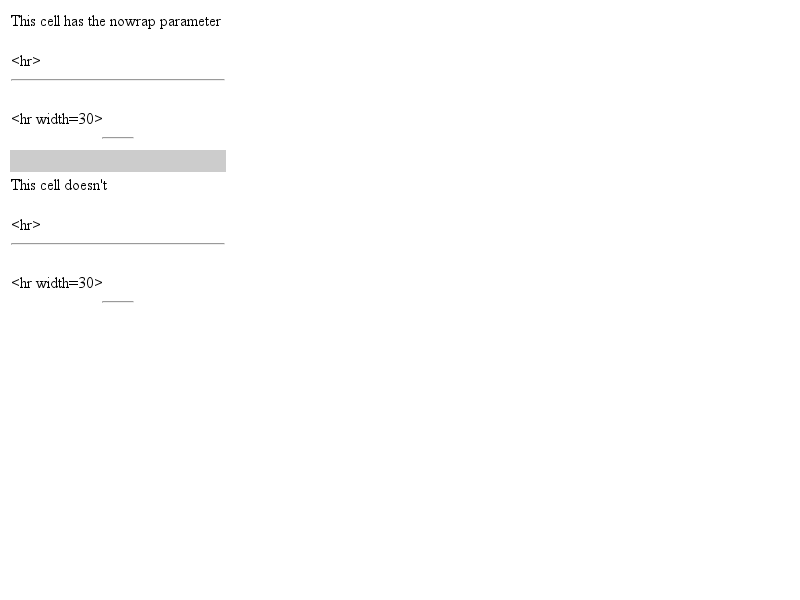 This cell has the nowrap parameter
<hr>
<hr width=30>
This cell doesn't
<hr>
<hr width=30>